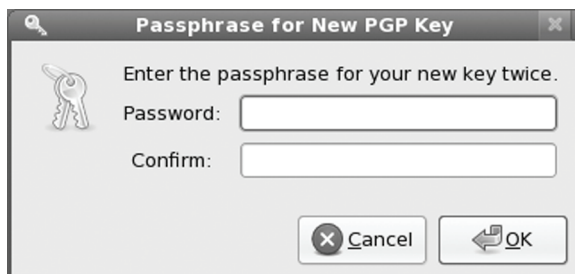 Passphrase for New PGP Key
Enter the passphrase for your new key twice.
Password:
Confirm:
Cancel
OK